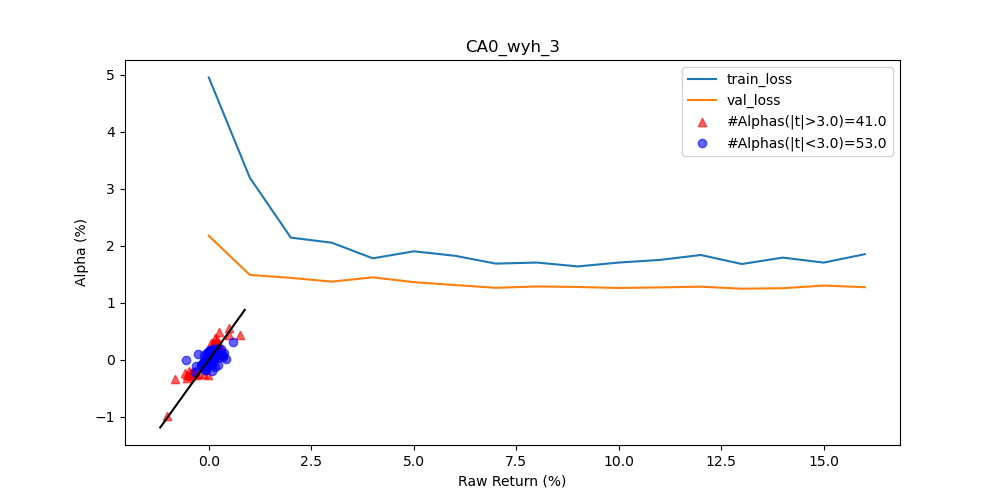 CA0_wyh_3
train_loss
val_loss
#Alphas(|t|>3.0)=41.0
#Alphas(|t|<3.0)=53.0
Alpha (%)
5
4
3
2
1
0
−1
0.0 2.5 5.0 7.5 10.0 12.5 15.0
Raw Return (%)